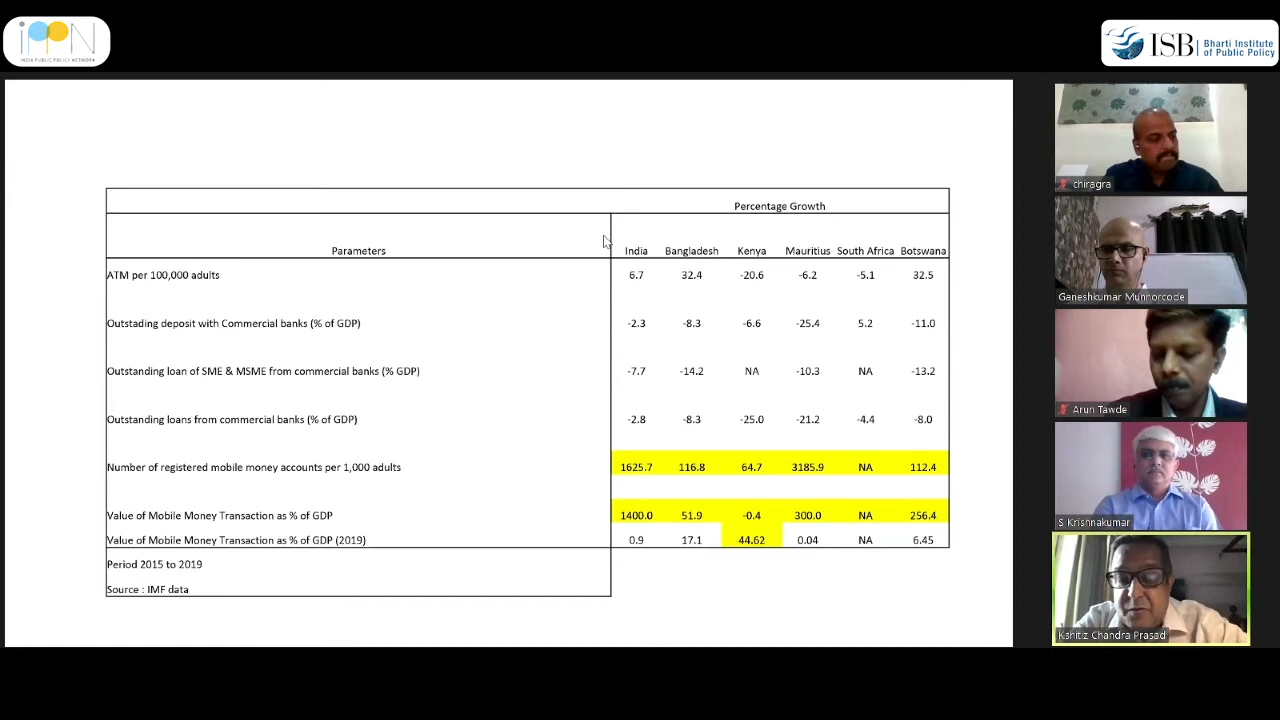 ippn
INDIA PUBLIC POLICY NETWORK
ISB | Bharti Institute
of Public Policy
Percentage Growth
Parameters India Bangladesh Kenya Mauritius South Africa Botswana
ATM per 100,000 adults 6.7 32.4 -20.6 -6.2 -5.1 32.5
Outstading deposit with Commercial banks (% of GDP) -2.3 -8.3 -6.6 -25.4 5.2 -11.0
Outstanding loan of SME & MSME from commercial banks (% GDP) -7.7 -14.2 NA -10.3 NA -13.2
Outstanding loans from commercial banks (% of GDP) -2.8 -8.3 -25.0 -21.2 -4.4 -8.0
Number of registered mobile money accounts per 1,000 adults 1625.7 116.8 64.7 3185.9 NA 112.4
Value of Mobile Money Transaction as % of GDP 1400.0 51.9 -0.4 300.0 NA 256.4
Value of Mobile Money Transaction as % of GDP (2019) 0.9 17.1 44.62 0.04 NA 6.45
Period 2015 to 2019
Source : IMF data
chiragra
Ganeshkumar Munnorcode
Arun Tawde
S Krishnakumar
Kshitiz Chandra Prasad